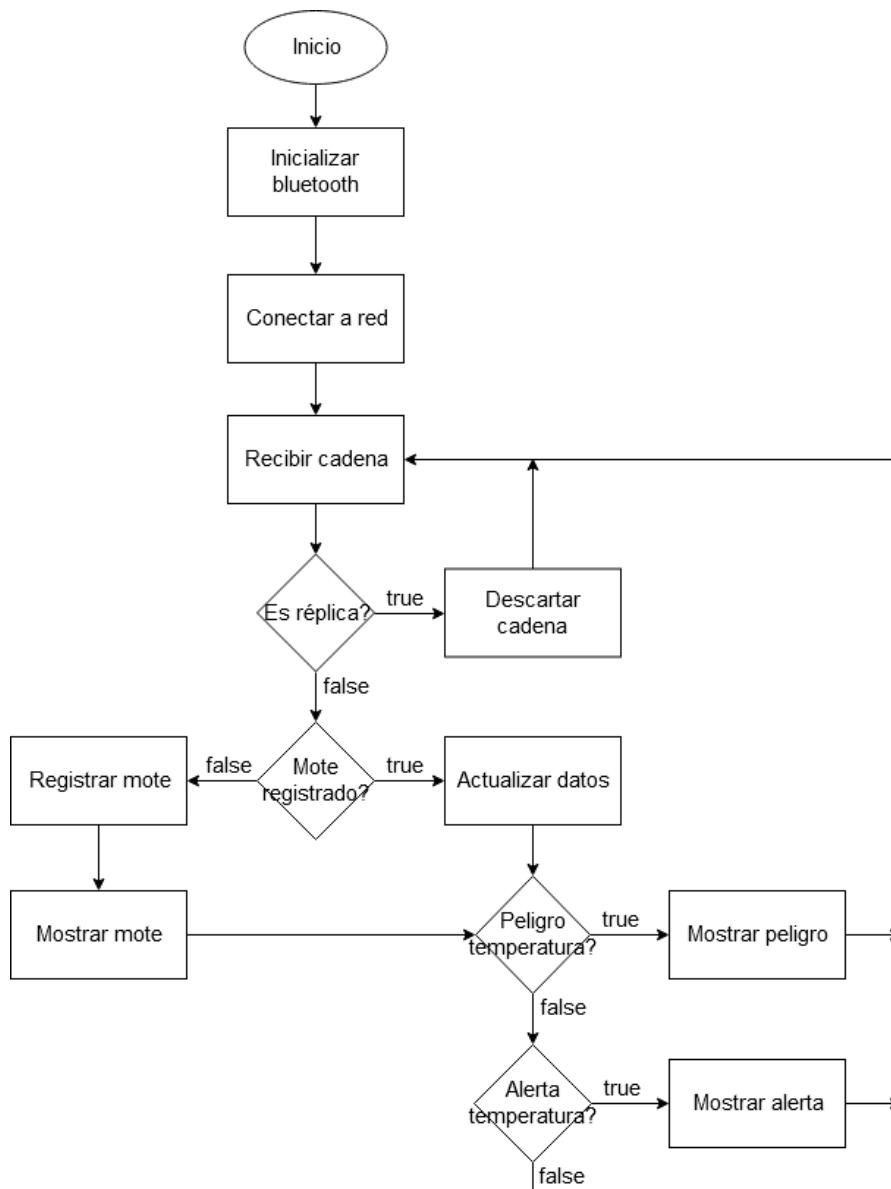 Inicio
Inicializar
bluetooth
Conectar a red
Recibir cadena
Es réplica?
true
Descartar
cadena
false
Registrar mote
false
Mote
registrado?
true
Actualizar datos
Mostrar mote
Peligro
temperatura?
true
Mostrar peligro
false
Alerta
temperatura?
true
Mostrar alerta
false